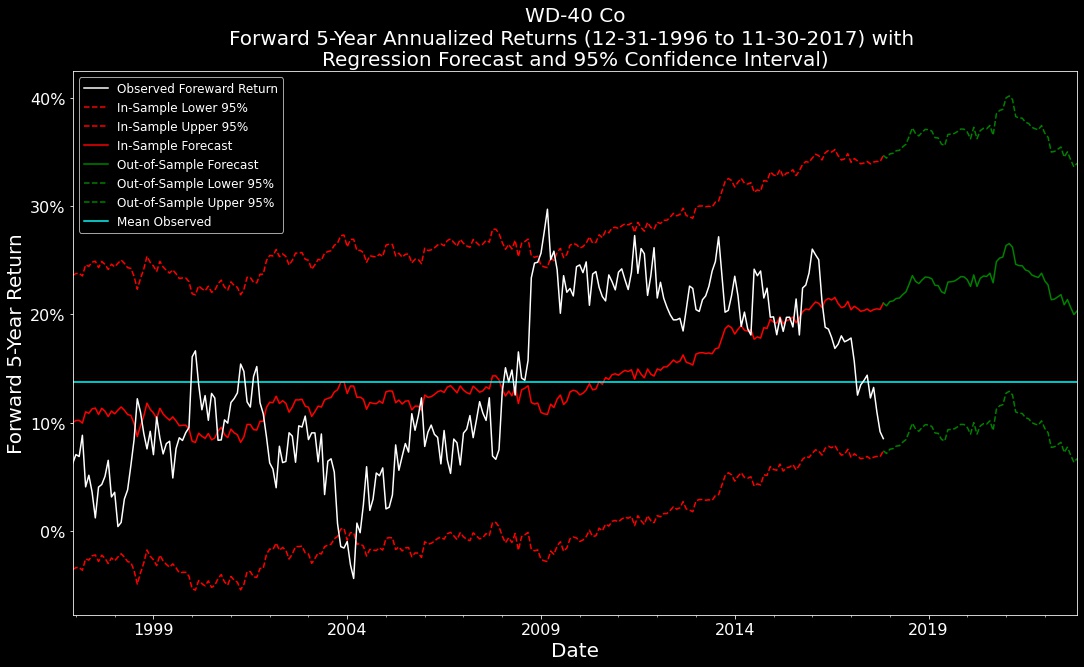 WD-40 Co
Forward 5-Year Annualized Returns (12-31-1996 to 11-30-2017) with
Regression Forecast and 95% Confidence Interval)
Observed Foreward Return
In-Sample Lower 95%
In-Sample Upper 95%
In-Sample Forecast
Out-of-Sample Forecast
Out-of-Sample Lower 95%
Out-of-Sample Upper 95%
Mean Observed
Forward 5-Year Return
40%
30%
20%
10%
0%
1999
2004
2009
2014
2019
Date